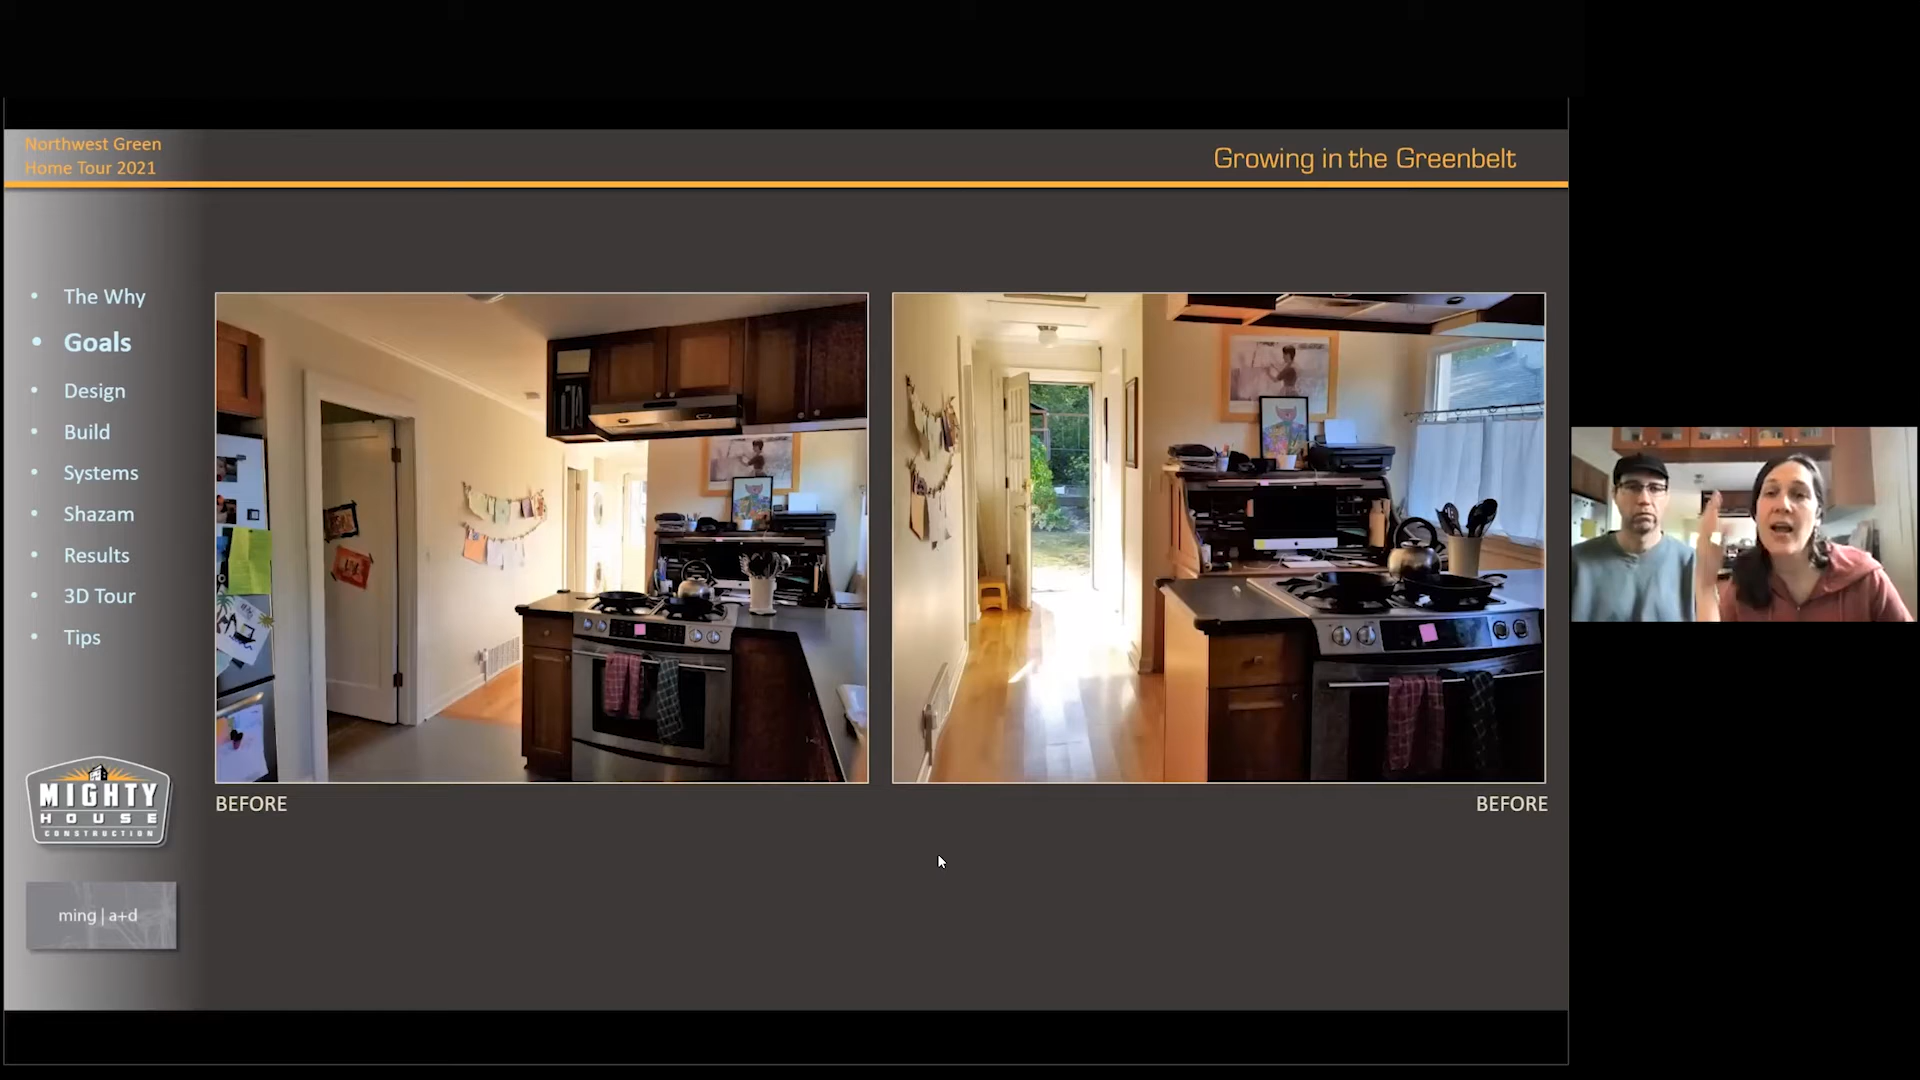 Northwest Green
Home Tour 2021
Growing in the Greenbelt
• The Why
• Goals
• Design
• Build
• Systems
• Shazam
• Results
• 3D Tour
• Tips
MIGHTY
HOUSE
CONSTRUCTION
ming | a+d
BEFORE
BEFORE